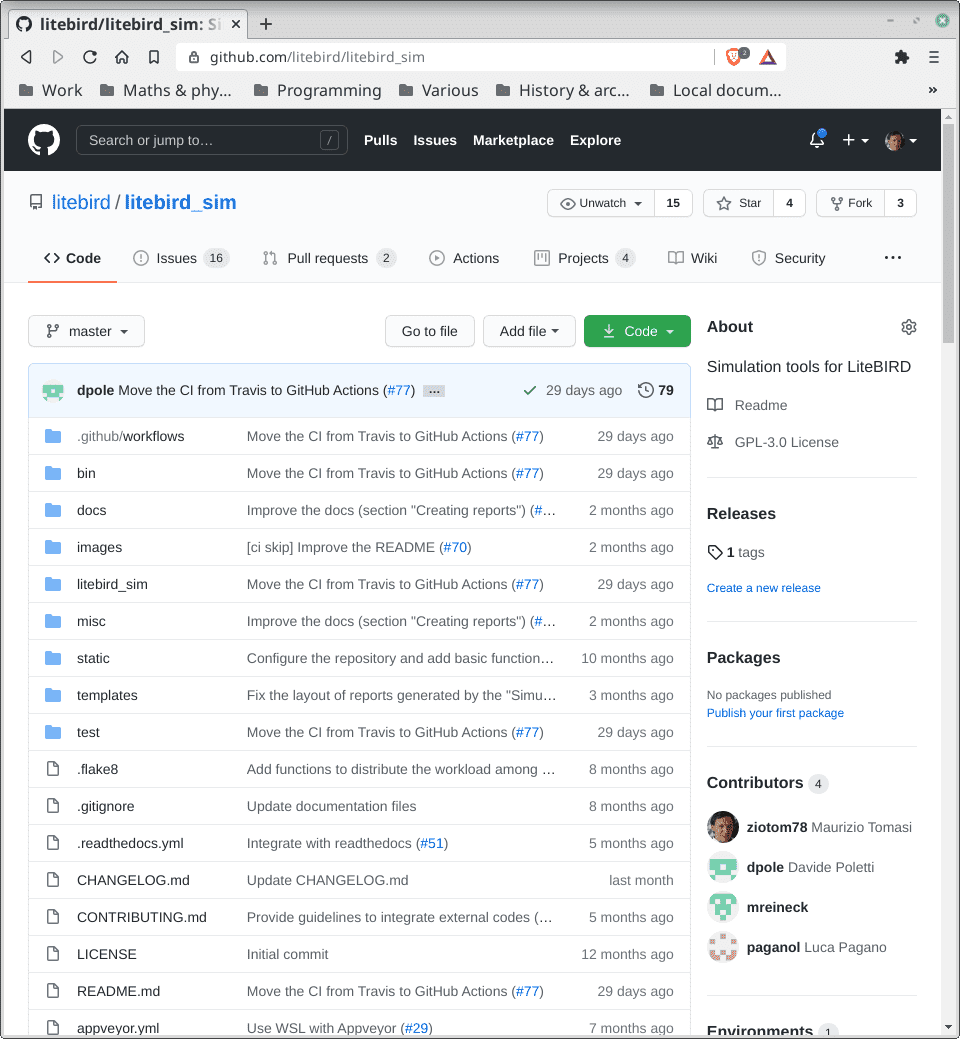 litebird/litebird_sim: Si
github.com/litebird/litebird_sim
2
Work Maths & phy... Programming Various History & arc... Local docum... »
Search or jump to… / Pulls Issues Marketplace Explore
litebird / litebird_sim Unwatch 15 Star 4 Fork 3
Code Issues 16 Pull requests 2 Actions Projects 4 Wiki Security ...
master Go to file Add file Code
dpole Move the CI from Travis to GitHub Actions (#77) ... 29 days ago 79
.github/workflows Move the CI from Travis to GitHub Actions (#77) 29 days ago
bin Move the CI from Travis to GitHub Actions (#77) 29 days ago
docs Improve the docs (section "Creating reports") (#… 2 months ago
images [ci skip] Improve the README (#70) 2 months ago
litebird_sim Move the CI from Travis to GitHub Actions (#77) 29 days ago
misc Improve the docs (section "Creating reports") (#… 2 months ago
static Configure the repository and add basic function… 10 months ago
templates Fix the layout of reports generated by the "Simu… 3 months ago
test Move the CI from Travis to GitHub Actions (#77) 29 days ago
.flake8 Add functions to distribute the workload among … 8 months ago
.gitignore Update documentation files 8 months ago
.readthedocs.yml Integrate with readthedocs (#51) 5 months ago
CHANGELOG.md Update CHANGELOG.md last month
CONTRIBUTING.md Provide guidelines to integrate external codes (… 5 months ago
LICENSE Initial commit 12 months ago
README.md Move the CI from Travis to GitHub Actions (#77) 29 days ago
appveyor.yml Use WSL with Appveyor (#29) 7 months ago
About
Simulation tools for LiteBIRD
Readme
GPL-3.0 License
Releases
1 tags
Create a new release
Packages
No packages published
Publish your first package
Contributors 4
ziotom78 Maurizio Tomasi
dpole Davide Poletti
mreineck
paganol Luca Pagano
Environments 1